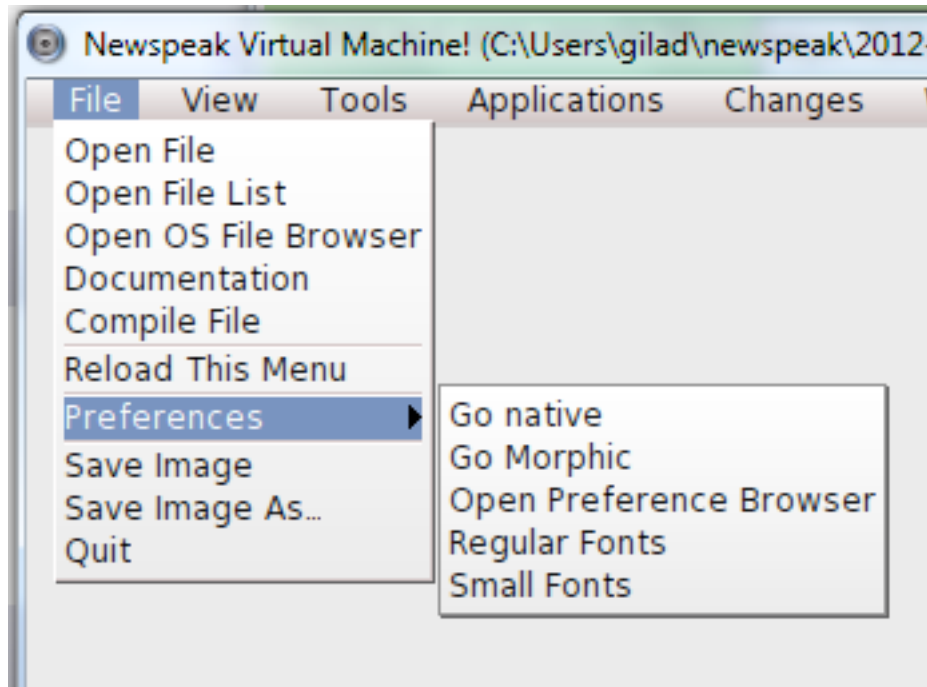 Newspeak Virtual Machine! (C:\Users\gilad\newspeak\2012-
File View Tools Applications Changes
Open File
Open File List
Open OS File Browser
Documentation
Compile File
Reload This Menu
Preferences
Go native
Go Morphic
Open Preference Browser
Regular Fonts
Small Fonts
Save Image
Save Image As…
Quit